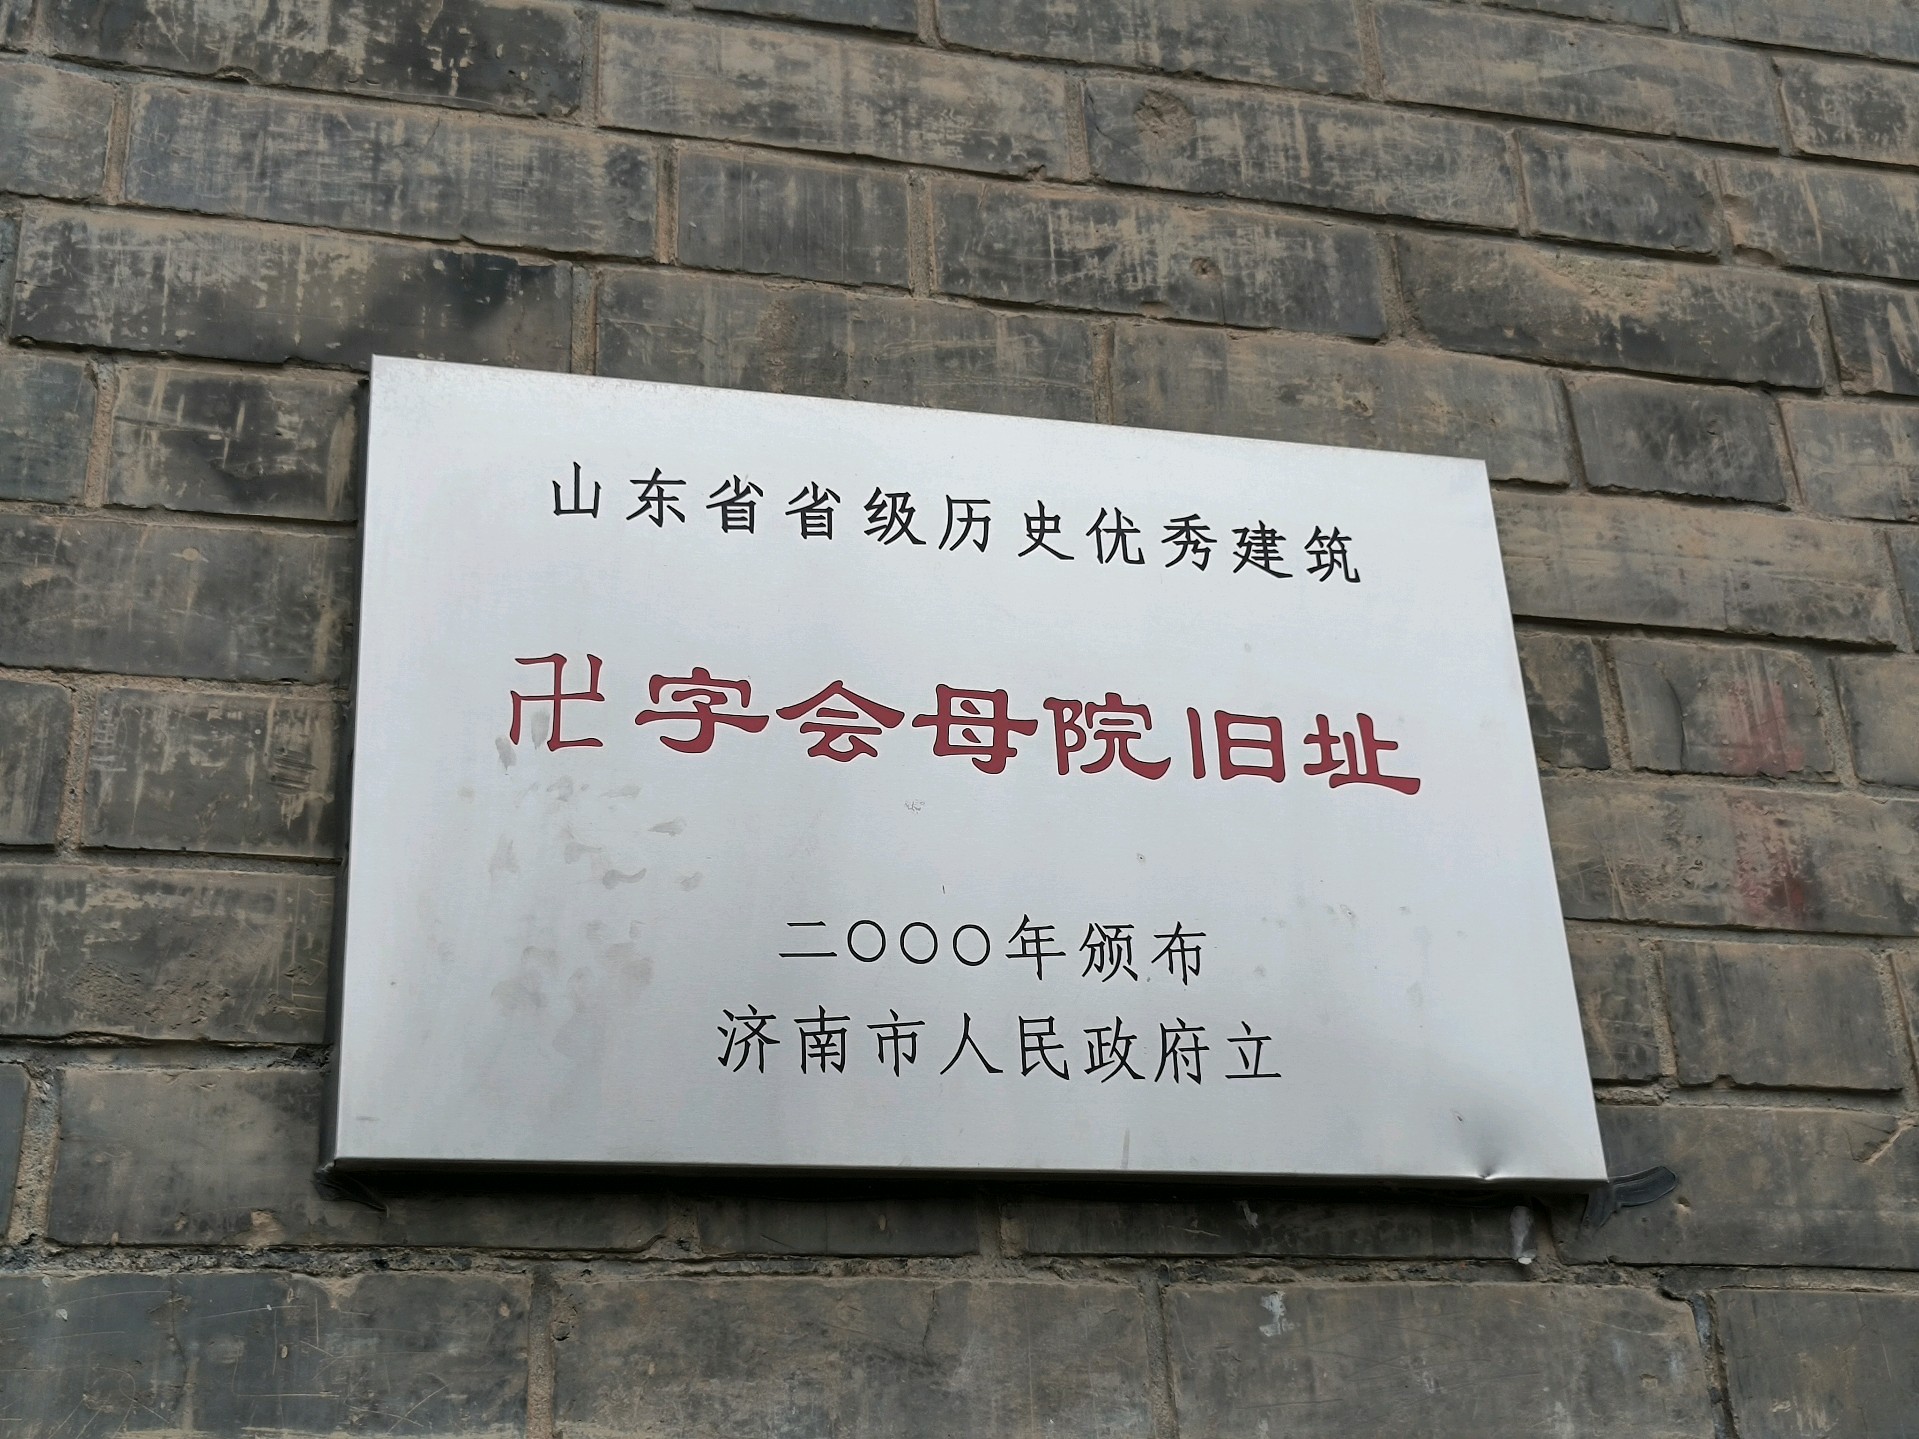 山东省省级历史优秀建筑
卍字会母院旧址
二〇〇〇年颁布
济南市人民政府立